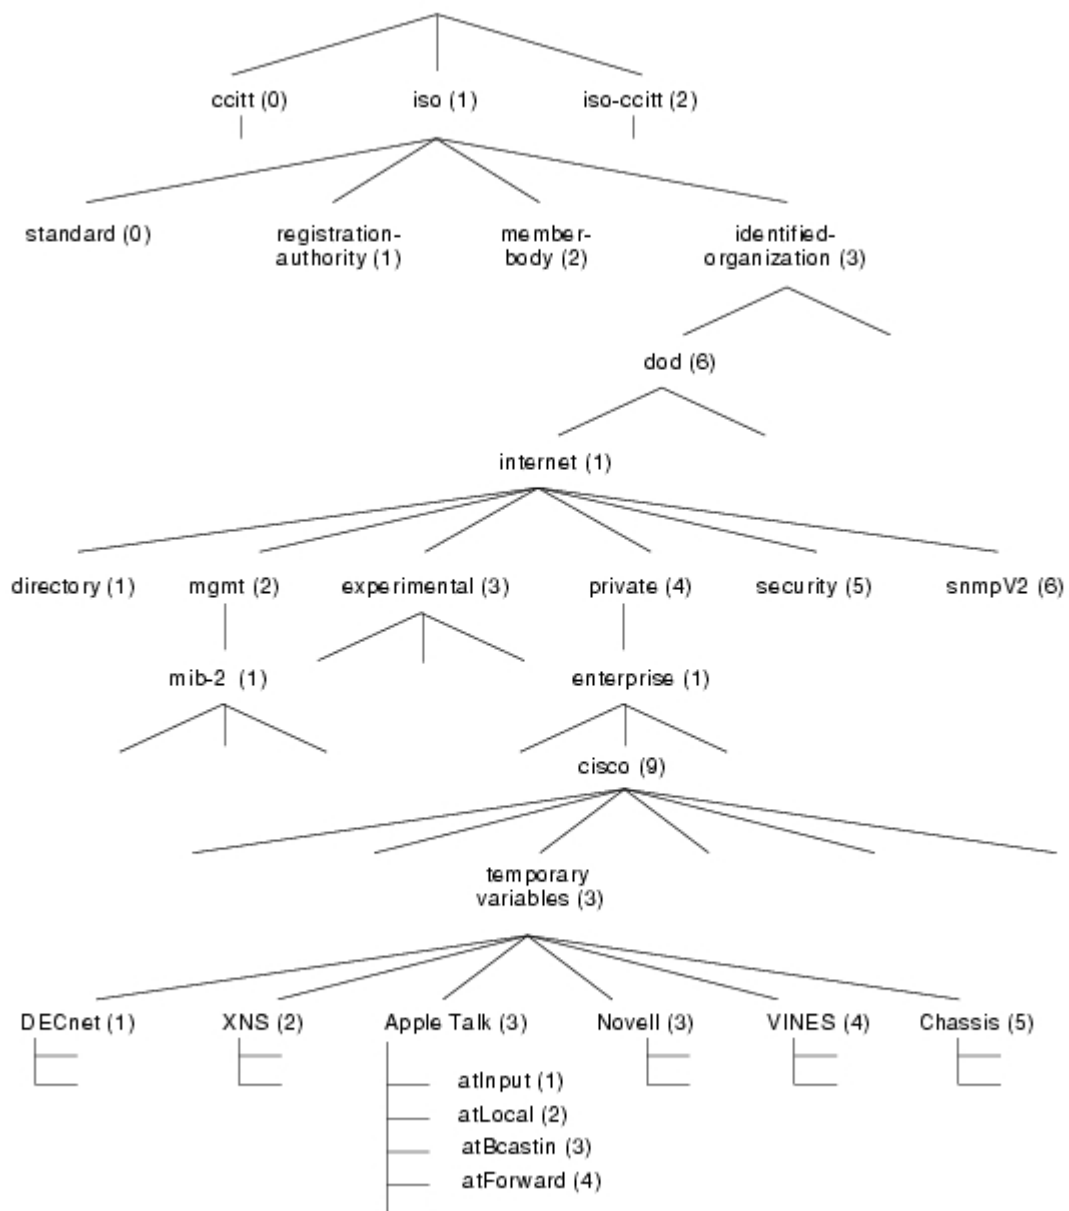 ccitt (0)
iso (1)
iso-ccitt (2)
standard (0)
registration-
authority (1)
member-
body (2)
identified-
organization (3)
dod (6)
internet (1)
directory (1)
mgmt (2)
experimental (3)
private (4)
security (5)
snmpV2 (6)
mib-2 (1)
enterprise (1)
cisco (9)
temporary
variables (3)
DECnet (1)
XNS (2)
Apple Talk (3)
Novell (3)
VINES (4)
Chassis (5)
atInput (1)
atLocal (2)
atBcastin (3)
atForward (4)